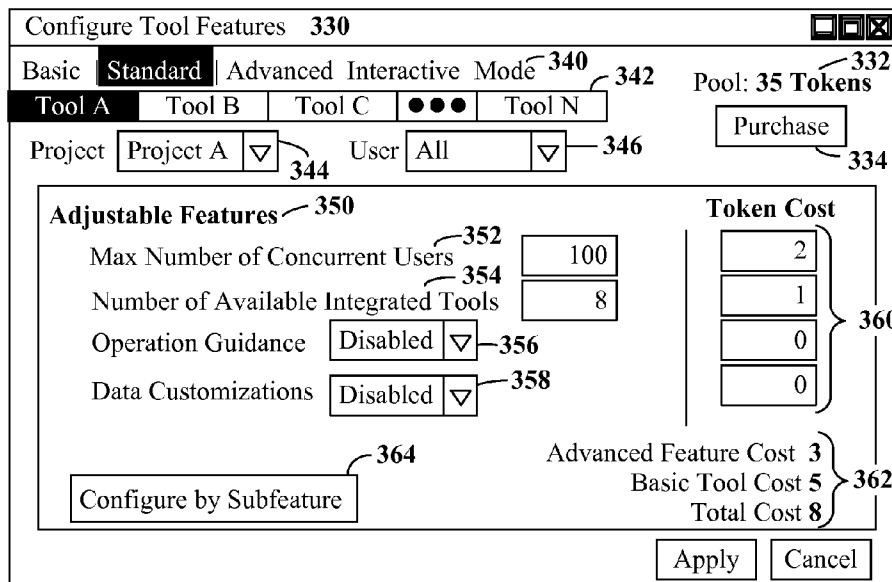 Configure Tool Features 330
Basic | Standard | Advanced Interactive Mode 340
332
342
Pool: 35 Tokens
Tool A Tool B Tool C ●●● Tool N
Purchase
334
Project Project A 344 User All 346
Adjustable Features 350
Token Cost
352
Max Number of Concurrent Users 100 2
354
Number of Available Integrated Tools 8 1
360
Operation Guidance Disabled 356 0
Data Customizations Disabled 358 0
364
Configure by Subfeature
Advanced Feature Cost 3
Basic Tool Cost 5 362
Total Cost 8
Apply Cancel